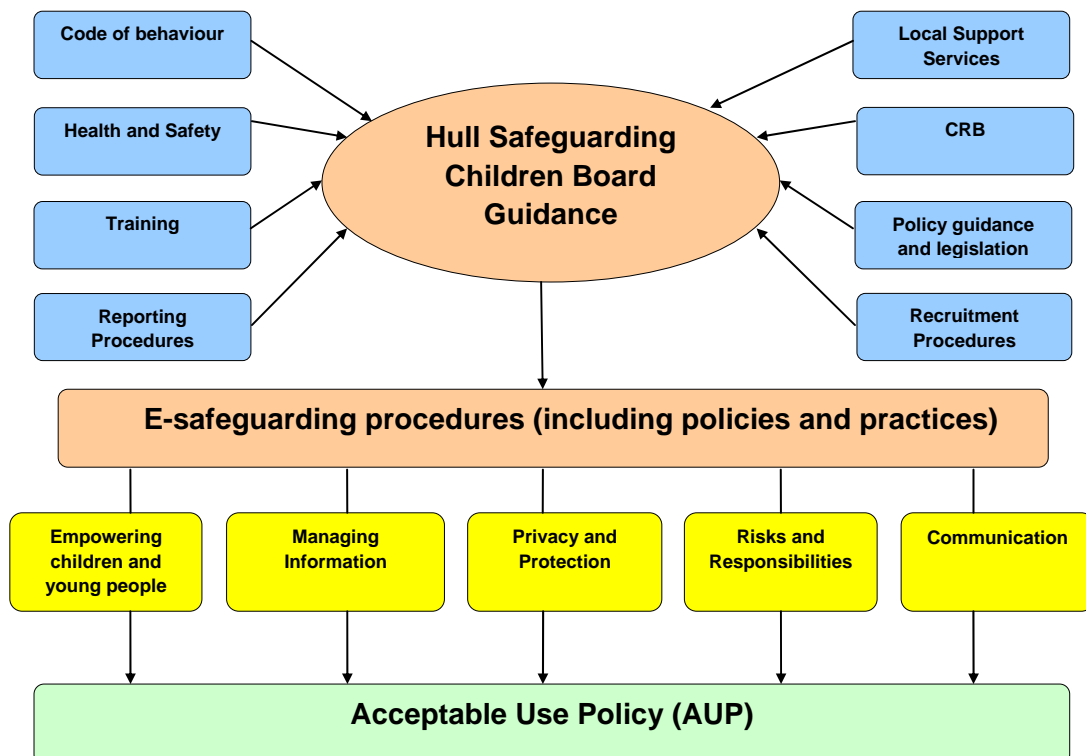 Code of behaviour
Local Support
Services
Health and Safety
CRB
Hull Safeguarding
Children Board
Guidance
Training
Policy guidance
and legislation
Reporting
Procedures
Recruitment
Procedures
E-safeguarding procedures (including policies and practices)
Empowering
children and
young people
Managing
Information
Privacy and
Protection
Risks and
Responsibilities
Communication
Acceptable Use Policy (AUP)